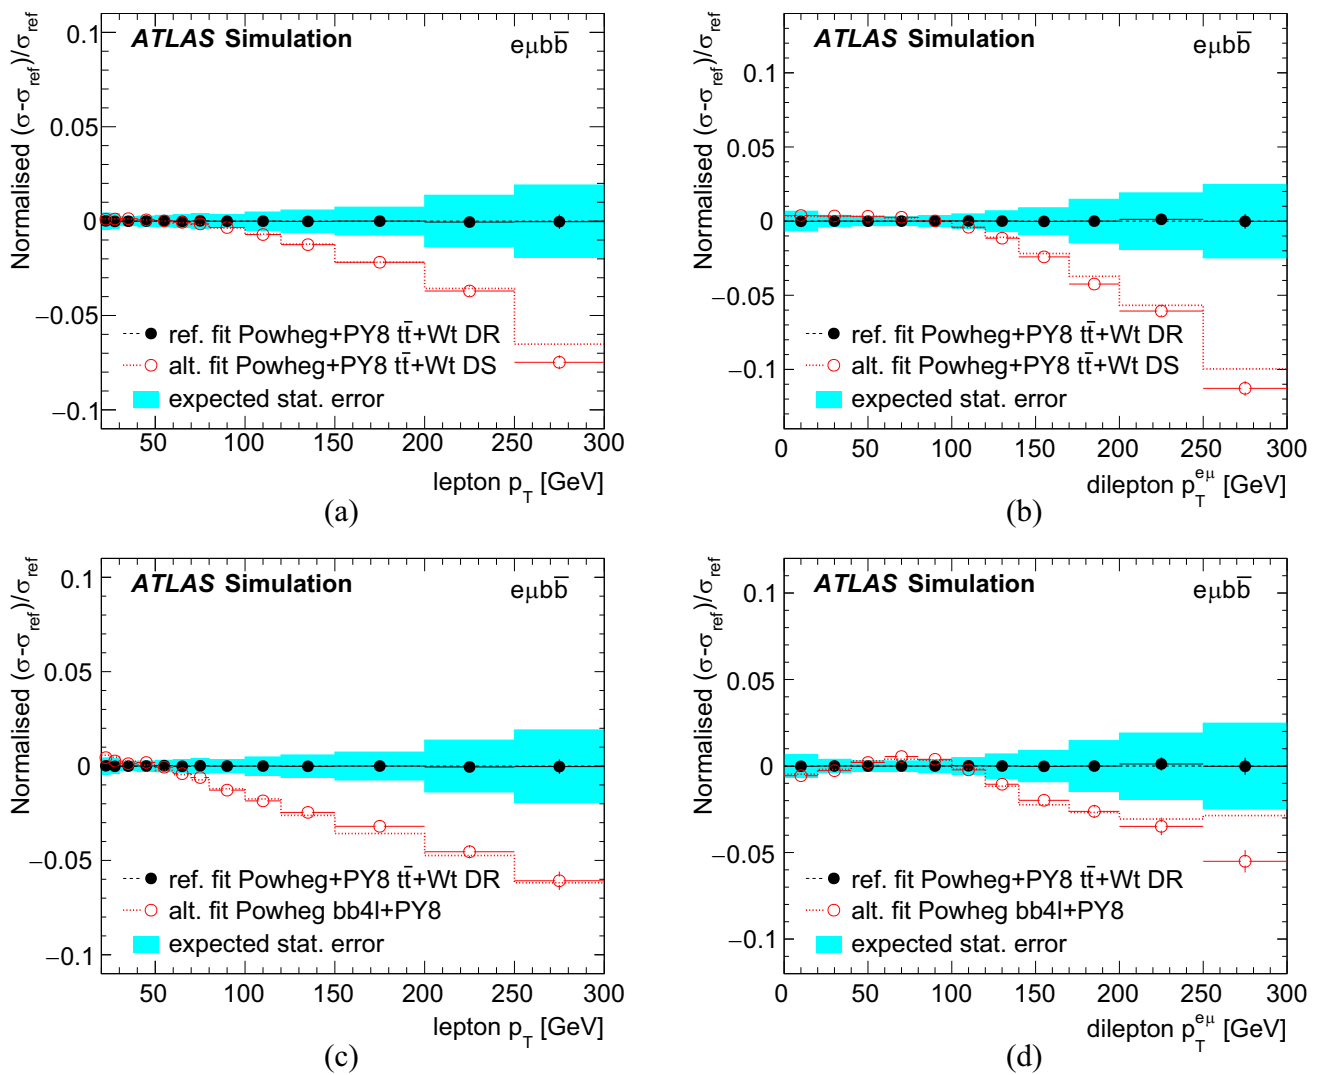 Normalised (σ-σref)/σref
ATLAS Simulation
eμbb̅
0.1
0.05
0
−0.05
−0.1
ref. fit Powheg+PY8 tt̅+Wt DR
alt. fit Powheg+PY8 tt̅+Wt DS
expected stat. error
50 100 150 200 250 300
lepton pT [GeV]
(a)
Normalised (σ-σref)/σref
ATLAS Simulation
eμbb̅
0.1
0.05
0
−0.05
−0.1
ref. fit Powheg+PY8 tt̅+Wt DR
alt. fit Powheg+PY8 tt̅+Wt DS
expected stat. error
0 50 100 150 200 250 300
dilepton pTeμ [GeV]
(b)
Normalised (σ-σref)/σref
ATLAS Simulation
eμbb̅
0.1
0.05
0
−0.05
−0.1
ref. fit Powheg+PY8 tt̅+Wt DR
alt. fit Powheg bb4l+PY8
expected stat. error
50 100 150 200 250 300
lepton pT [GeV]
(c)
Normalised (σ-σref)/σref
ATLAS Simulation
eμbb̅
0.1
0.05
0
−0.05
−0.1
ref. fit Powheg+PY8 tt̅+Wt DR
alt. fit Powheg bb4l+PY8
expected stat. error
0 50 100 150 200 250 300
dilepton pTeμ [GeV]
(d)